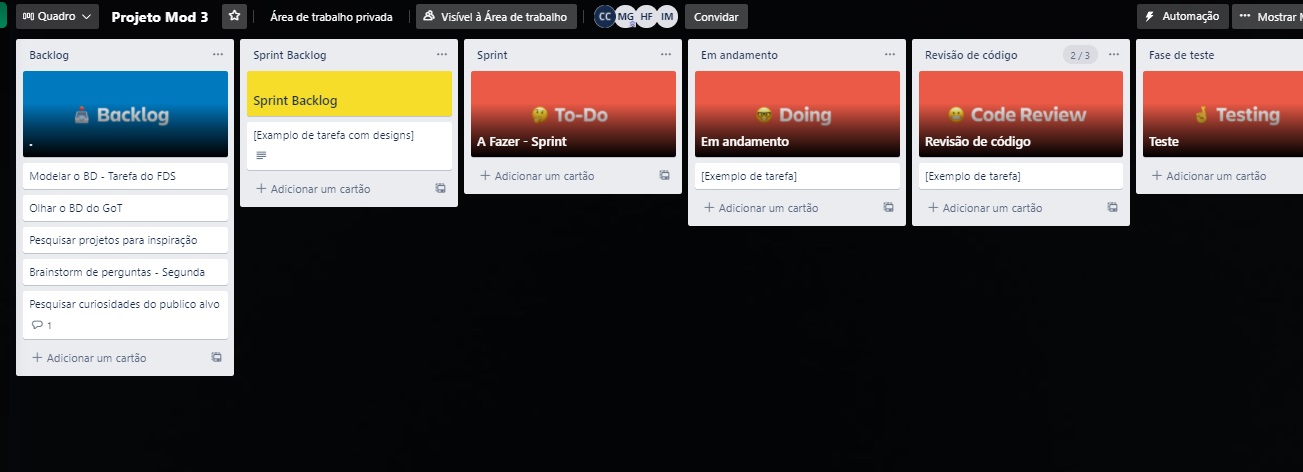 Quadro
Projeto Mod 3
Área de trabalho privada
Visível à Área de trabalho
CC
MG
HF
IM
Convidar
Automação
Mostrar
Backlog
Backlog
.
Modelar o BD - Tarefa do FDS
Olhar o BD do GoT
Pesquisar projetos para inspiração
Brainstorm de perguntas - Segunda
Pesquisar curiosidades do publico alvo
1
+ Adicionar um cartão
Sprint Backlog
Sprint Backlog
[Exemplo de tarefa com designs]
+ Adicionar um cartão
Sprint
To-Do
A Fazer - Sprint
+ Adicionar um cartão
Em andamento
Doing
Em andamento
[Exemplo de tarefa]
+ Adicionar um cartão
Revisão de código
2 / 3
Code Review
Revisão de código
[Exemplo de tarefa]
+ Adicionar um cartão
Fase de teste
Testing
Teste
+ Adicionar um cartão